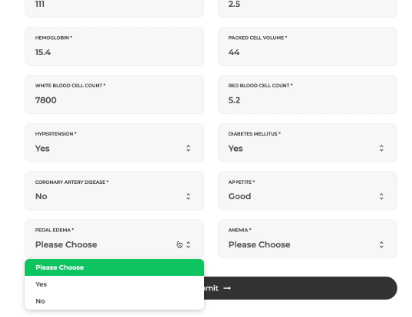 111 2.5
HEMOGLOBIN * PACKED CELL VOLUME *
15.4 44
WHITE BLOOD CELL COUNT * RED BLOOD CELL COUNT *
7800 5.2
HYPERTENSION * DIABETES MELLITUS *
Yes Yes
CORONARY ARTERY DISEASE * APPETITE *
No Good
PEDAL EDEMA * ANEMIA *
Please Choose Please Choose
Please Choose
Yes
No